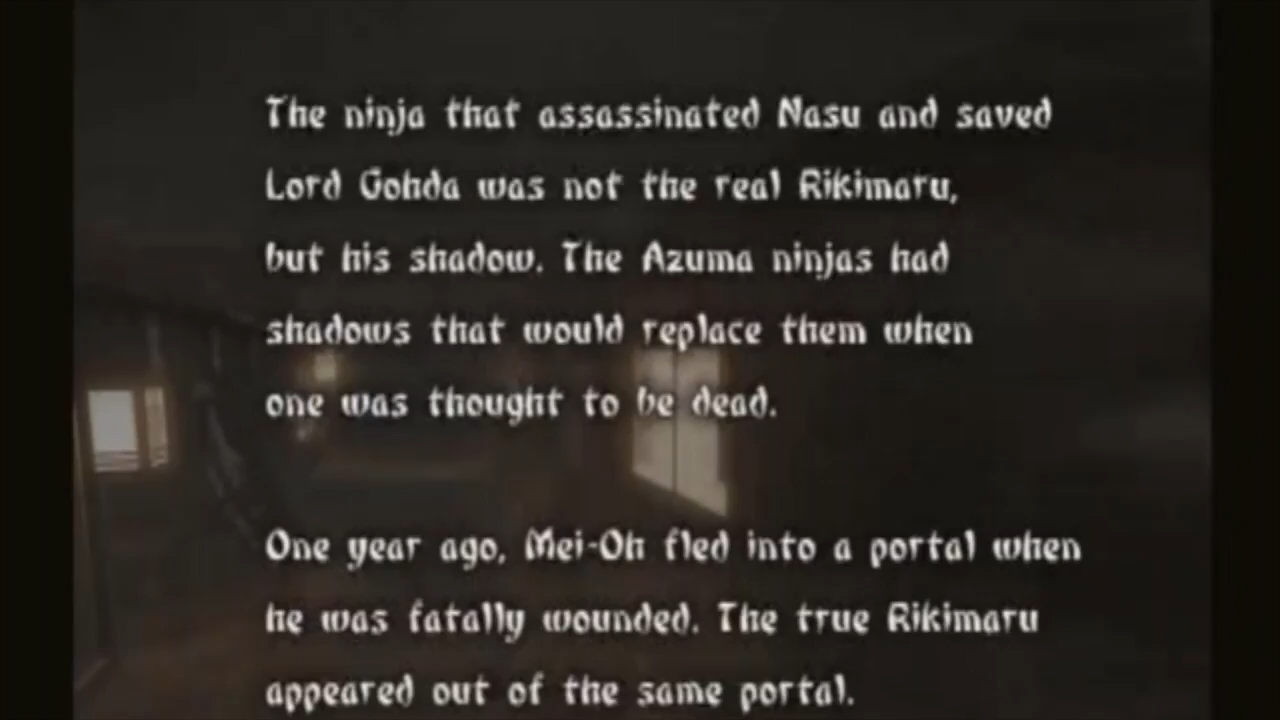 The ninja that assassinated Nasu and saved
Lord Gohda was not the real Rikimaru,
but his shadow. The Azuma ninjas had
shadows that would replace them when
one was thought to be dead.
One year ago, Mei-Oh fled into a portal when
he was fatally wounded. The true Rikimaru
appeared out of the same portal.